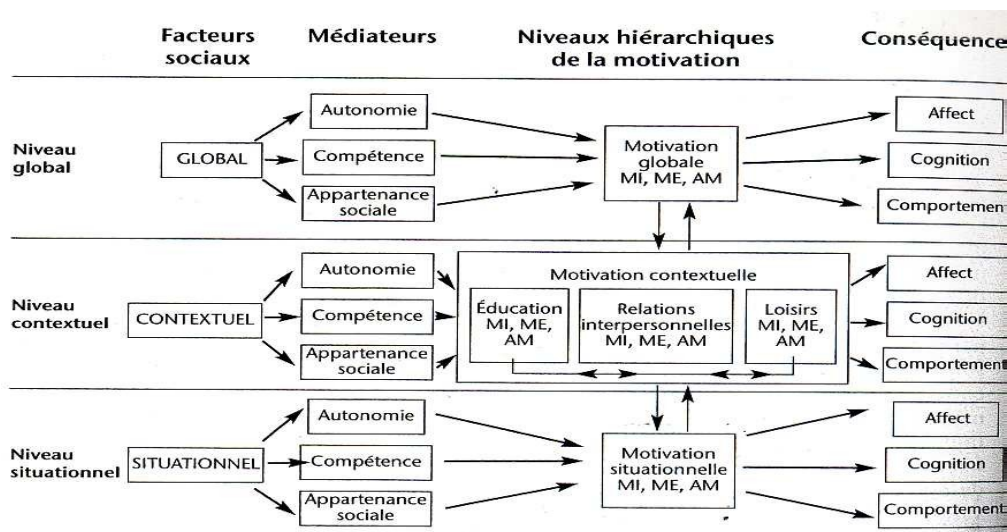 Facteurs
sociaux
Médiateurs
Niveaux hiérarchiques
de la motivation
Conséquence
Niveau
global
GLOBAL
Autonomie
Compétence
Appartenance
sociale
Motivation
globale
MI, ME, AM
Affect
Cognition
Comportemen
Niveau
contextuel
CONTEXTUEL
Autonomie
Compétence
Appartenance
sociale
Motivation contextuelle
Éducation
MI, ME,
AM
Relations
interpersonnelles
MI, ME, AM
Loisirs
MI, ME,
AM
Affect
Cognition
Comportement
Niveau
situationnel
SITUATIONNEL
Autonomie
Compétence
Appartenance
sociale
Motivation
situationnelle
MI, ME, AM
Affect
Cognition
Comportement